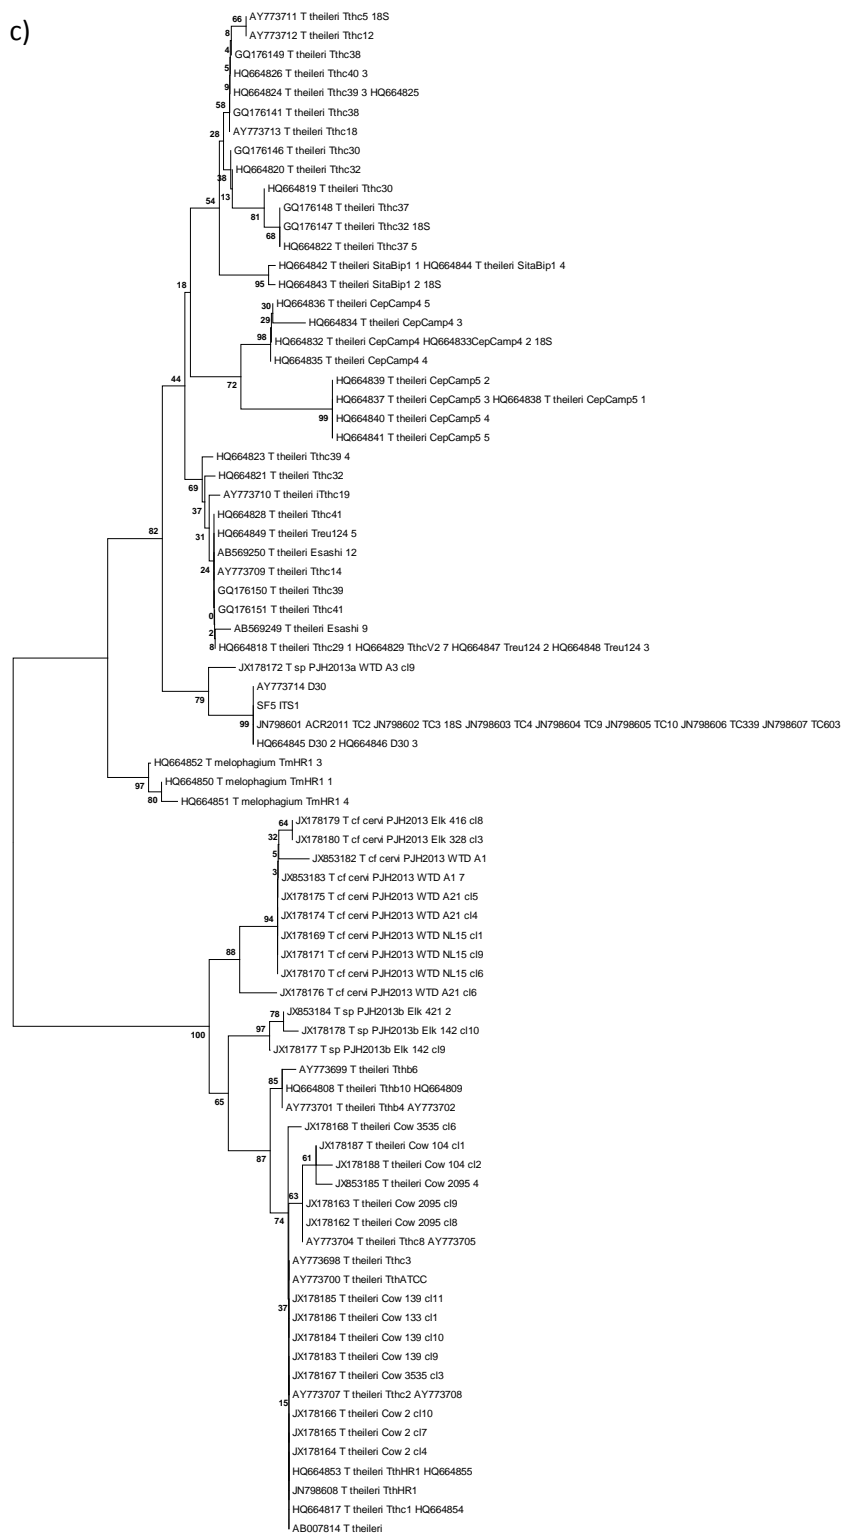 c)
66
AY773711 T theileri Tthc5 18S
8
AY773712 T theileri Tthc12
4
GQ176149 T theileri Tthc38
5
HQ664826 T theileri Tthc40 3
9
HQ664824 T theileri Tthc39 3 HQ664825
58
GQ176141 T theileri Tthc38
AY773713 T theileri Tthc18
28
GQ176146 T theileri Tthc30
HQ664820 T theileri Tthc32
38
HQ664819 T theileri Tthc30
13
54
GQ176148 T theileri Tthc37
81
GQ176147 T theileri Tthc32 18S
68
HQ664822 T theileri Tthc37 5
HQ664842 T theileri SitaBip1 1 HQ664844 T theileri SitaBip1 4
95
HQ664843 T theileri SitaBip1 2 18S
18
30
HQ664836 T theileri CepCamp4 5
29
HQ664834 T theileri CepCamp4 3
98
HQ664832 T theileri CepCamp4 HQ664833CepCamp4 2 18S
HQ664835 T theileri CepCamp4 4
44
72
HQ664839 T theileri CepCamp5 2
HQ664837 T theileri CepCamp5 3 HQ664838 T theileri CepCamp5 1
99
HQ664840 T theileri CepCamp5 4
HQ664841 T theileri CepCamp5 5
HQ664823 T theileri Tthc39 4
HQ664821 T theileri Tthc32
69
AY773710 T theileri iTthc19
37
HQ664828 T theileri Tthc41
82
31
HQ664849 T theileri Treu124 5
AB569250 T theileri Esashi 12
24
AY773709 T theileri Tthc14
GQ176150 T theileri Tthc39
GQ176151 T theileri Tthc41
0
AB569249 T theileri Esashi 9
2
8
HQ664818 T theileri Tthc29 1 HQ664829 TthcV2 7 HQ664847 Treu124 2 HQ664848 Treu124 3
JX178172 T sp PJH2013a WTD A3 cl9
79
AY773714 D30
SF5 ITS1
99
JN798601 ACR2011 TC2 JN798602 TC3 18S JN798603 TC4 JN798604 TC9 JN798605 TC10 JN798606 TC339 JN798607 TC603
HQ664845 D30 2 HQ664846 D30 3
HQ664852 T melophagium TmHR1 3
97
HQ664850 T melophagium TmHR1 1
80
HQ664851 T melophagium TmHR1 4
64
JX178179 T cf cervi PJH2013 Elk 416 cl8
32
JX178180 T cf cervi PJH2013 Elk 328 cl3
5
JX853182 T cf cervi PJH2013 WTD A1
3
JX853183 T cf cervi PJH2013 WTD A1 7
JX178175 T cf cervi PJH2013 WTD A21 cl5
94
JX178174 T cf cervi PJH2013 WTD A21 cl4
JX178169 T cf cervi PJH2013 WTD NL15 cl1
88
JX178171 T cf cervi PJH2013 WTD NL15 cl9
JX178170 T cf cervi PJH2013 WTD NL15 cl6
JX178176 T cf cervi PJH2013 WTD A21 cl6
78
JX853184 T sp PJH2013b Elk 421 2
97
JX178178 T sp PJH2013b Elk 142 cl10
100
JX178177 T sp PJH2013b Elk 142 cl9
AY773699 T theileri Tthb6
85
HQ664808 T theileri Tthb10 HQ664809
65
AY773701 T theileri Tthb4 AY773702
JX178168 T theileri Cow 3535 cl6
JX178187 T theileri Cow 104 cl1
87
61
JX178188 T theileri Cow 104 cl2
JX853185 T theileri Cow 2095 4
63
JX178163 T theileri Cow 2095 cl9
74
JX178162 T theileri Cow 2095 cl8
AY773704 T theileri Tthc8 AY773705
AY773698 T theileri Tthc3
AY773700 T theileri TthATCC
JX178185 T theileri Cow 139 cl11
37
JX178186 T theileri Cow 133 cl1
JX178184 T theileri Cow 139 cl10
JX178183 T theileri Cow 139 cl9
JX178167 T theileri Cow 3535 cl3
AY773707 T theileri Tthc2 AY773708
15
JX178166 T theileri Cow 2 cl10
JX178165 T theileri Cow 2 cl7
JX178164 T theileri Cow 2 cl4
HQ664853 T theileri TthHR1 HQ664855
JN798608 T theileri TthHR1
HQ664817 T theileri Tthc1 HQ664854
AB007814 T theileri